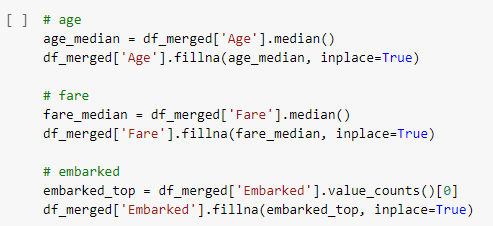 [ ] # age
age_median = df_merged['Age'].median()
df_merged['Age'].fillna(age_median, inplace=True)
# fare
fare_median = df_merged['Fare'].median()
df_merged['Fare'].fillna(fare_median, inplace=True)
# embarked
embarked_top = df_merged['Embarked'].value_counts()[0]
df_merged['Embarked'].fillna(embarked_top, inplace=True)